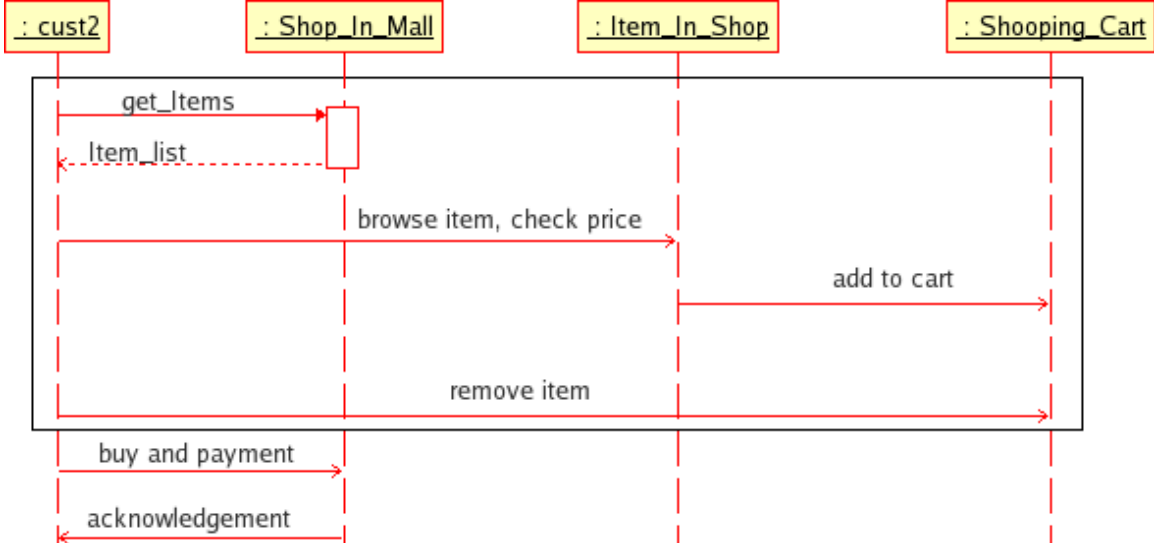 : cust2
: Shop_In_Mall
: Item_In_Shop
: Shooping_Cart
get_Items
Item_list
browse item, check price
add to cart
remove item
buy and payment
acknowledgement